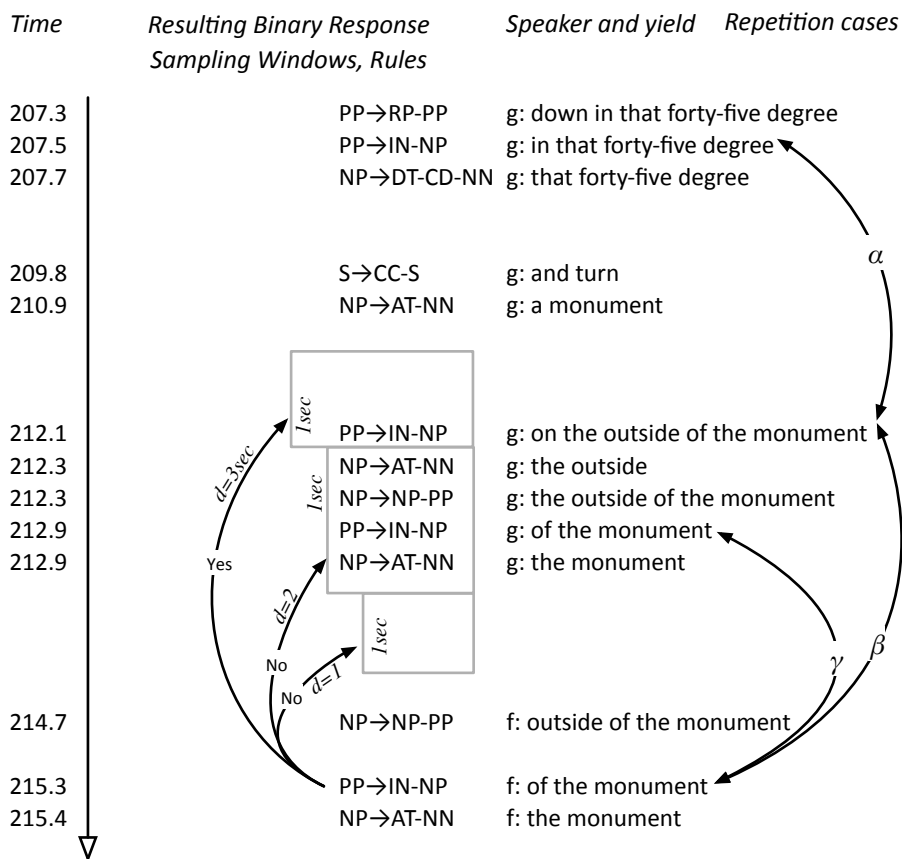 Time Resulting Binary Response Speaker and yield Repetition cases
Sampling Windows, Rules
207.3 PP→RP-PP g: down in that forty-five degree
207.5 PP→IN-NP g: in that forty-five degree
207.7 NP→DT-CD-NN g: that forty-five degree
α
209.8 S→CC-S g: and turn
210.9 NP→AT-NN g: a monument
1sec
212.1 PP→IN-NP g: on the outside of the monument
d=3sec
212.3 NP→AT-NN g: the outside
1sec
212.3 NP→NP-PP g: the outside of the monument
212.9 PP→IN-NP g: of the monument
Yes
212.9 NP→AT-NN g: the monument
d=2
1sec
No d=1 γ β
No
214.7 NP→NP-PP f: outside of the monument
215.3 PP→IN-NP f: of the monument
215.4 NP→AT-NN f: the monument